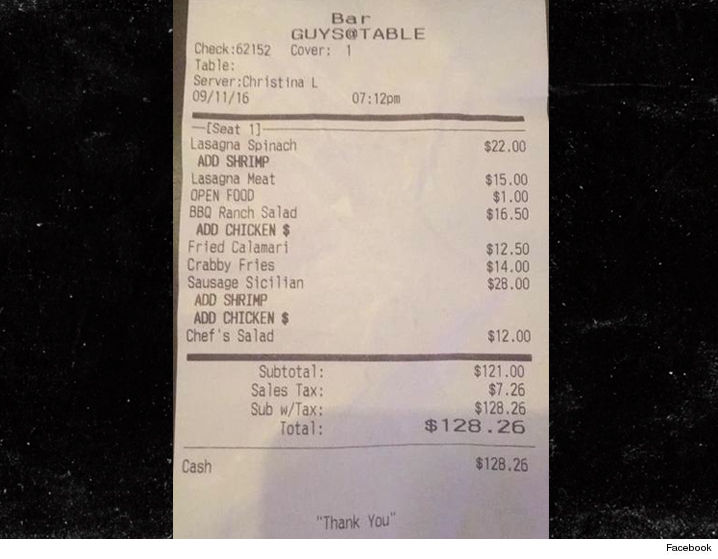 Bar
GUYS@TABLE
Check:62152 Cover: 1
Table:
Server:Christina L
09/11/16 07:12pm
[Seat 1]
Lasagna Spinach $22.00
ADD SHRIMP
Lasagna Meat $15.00
OPEN FOOD $1.00
BBQ Ranch Salad $16.50
ADD CHICKEN $
Fried Calamari $12.50
Crabby Fries $14.00
Sausage Sicilian $28.00
ADD SHRIMP
ADD CHICKEN $
Chef's Salad $12.00
Subtotal: $121.00
Sales Tax: $7.26
Sub w/Tax: $128.26
Total: $128.26
Cash $128.26
"Thank You"
Facebook